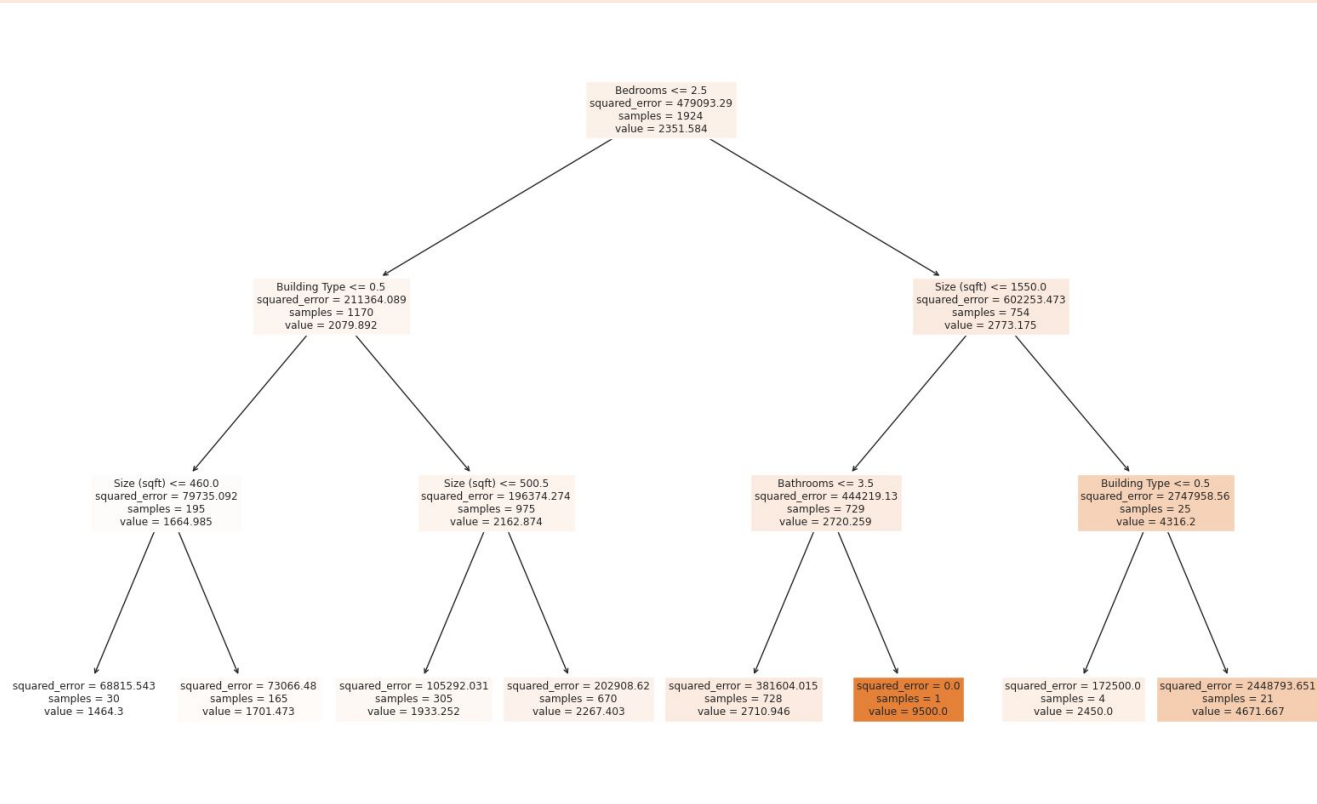 Bedrooms <= 2.5
squared_error = 479093.29
samples = 1924
value = 2351.584
Building Type <= 0.5
squared_error = 211364.089
samples = 1170
value = 2079.892
Size (sqft) <= 1550.0
squared_error = 602253.473
samples = 754
value = 2773.175
Size (sqft) <= 460.0
squared_error = 79735.092
samples = 195
value = 1664.985
Size (sqft) <= 500.5
squared_error = 196374.274
samples = 975
value = 2162.874
Bathrooms <= 3.5
squared_error = 444219.13
samples = 729
value = 2720.259
Building Type <= 0.5
squared_error = 2747958.56
samples = 25
value = 4316.2
squared_error = 68815.543
samples = 30
value = 1464.3
squared_error = 73066.48
samples = 165
value = 1701.473
squared_error = 105292.031
samples = 305
value = 1933.252
squared_error = 202908.62
samples = 670
value = 2267.403
squared_error = 381604.015
samples = 728
value = 2710.946
squared_error = 0.0
samples = 1
value = 9500.0
squared_error = 172500.0
samples = 4
value = 2450.0
squared_error = 2448793.651
samples = 21
value = 4671.667